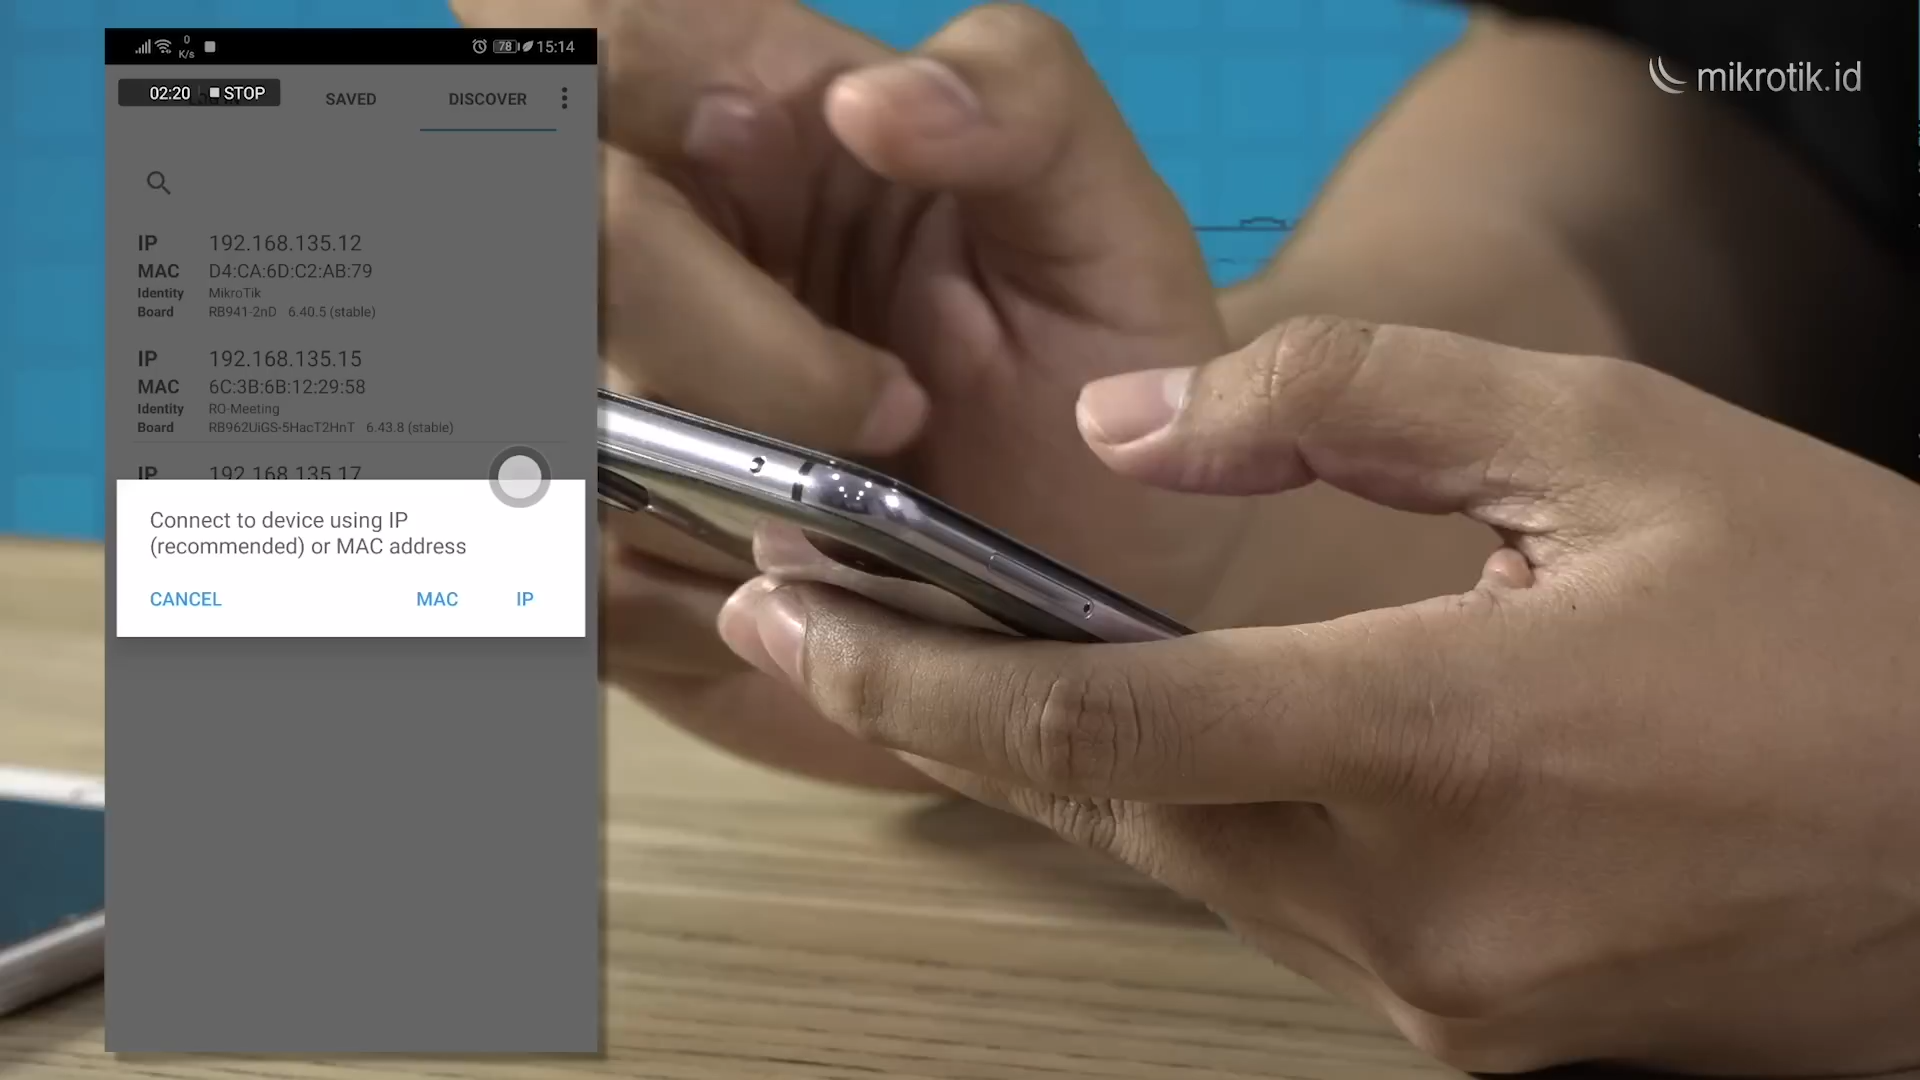 mikrotik.id
0
K/s
78
15:14
02:20
STOP
SAVED
DISCOVER
IP 192.168.135.12
MAC D4:CA:6D:C2:AB:79
Identity MikroTik
Board RB941-2nD 6.40.5 (stable)
IP 192.168.135.15
MAC 6C:3B:6B:12:29:58
Identity RO-Meeting
Board RB962UiGS-5HacT2HnT 6.43.8 (stable)
IP 192.168.135.17
Connect to device using IP
(recommended) or MAC address
CANCEL
MAC
IP